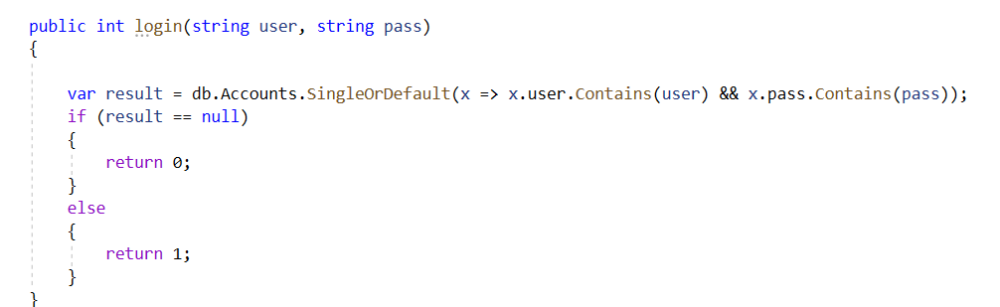 public int login(string user, string pass)
{
var result = db.Accounts.SingleOrDefault(x => x.user.Contains(user) && x.pass.Contains(pass));
if (result == null)
{
return 0;
}
else
{
return 1;
}
}